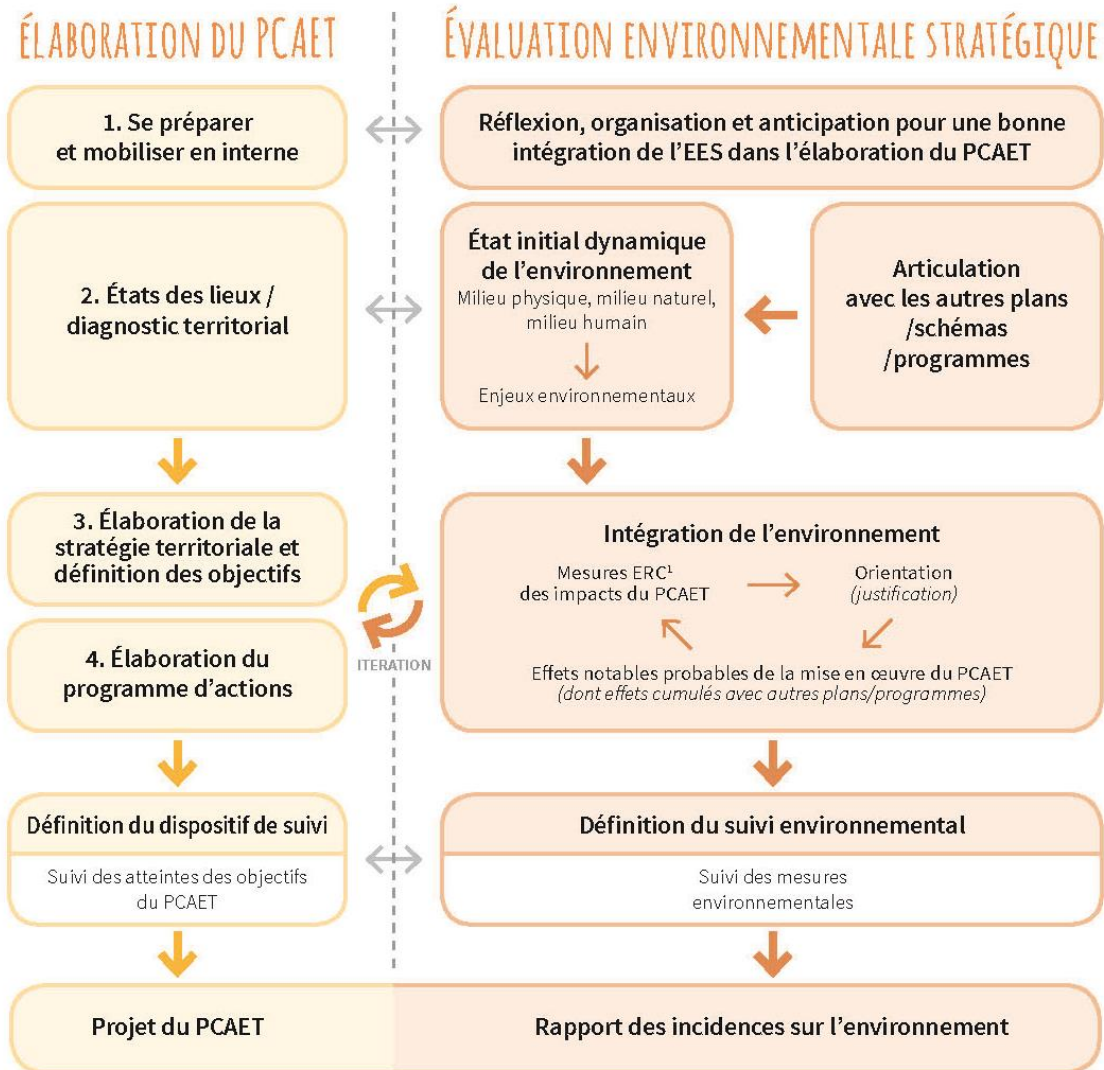 ÉLABORATION DU PCAET
ÉVALUATION ENVIRONNEMENTALE STRATÉGIQUE
1. Se préparer
et mobiliser en interne
Réflexion, organisation et anticipation pour une bonne
intégration de l'EES dans l'élaboration du PCAET
2. États des lieux /
diagnostic territorial
État initial dynamique
de l'environnement
Milieu physique, milieu naturel,
milieu humain
Enjeux environnementaux
Articulation
avec les autres plans
/schémas
/programmes
3. Élaboration de la
stratégie territoriale et
définition des objectifs
4. Élaboration du
programme d'actions
ITERATION
Intégration de l'environnement
Mesures ERC¹
des impacts du PCAET
Orientation
(justification)
Effets notables probables de la mise en œuvre du PCAET
(dont effets cumulés avec autres plans/programmes)
Définition du dispositif de suivi
Suivi des atteintes des objectifs
du PCAET
Définition du suivi environnemental
Suivi des mesures
environnementales
Projet du PCAET
Rapport des incidences sur l'environnement